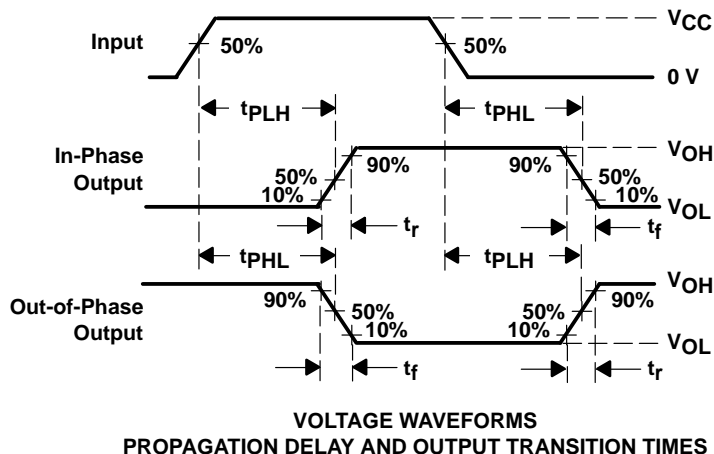 VCC
Input
50%
50%
0 V
tPLH
tPHL
In-Phase
Output
VOH
90%
90%
50%
50%
10%
10%
VOL
tr
tf
tPHL
tPLH
Out-of-Phase
Output
VOH
90%
90%
50%
50%
10%
10%
VOL
tf
tr
VOLTAGE WAVEFORMS
PROPAGATION DELAY AND OUTPUT TRANSITION TIMES